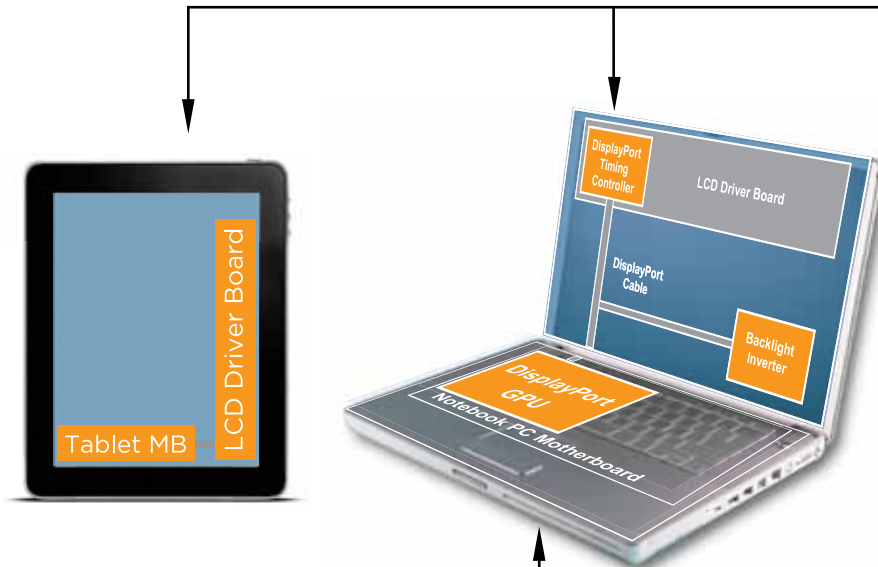 Tablet MB
LCD Driver Board
DisplayPort
Timing
Controller
LCD Driver Board
DisplayPort
Cable
Backlight
Inverter
DisplayPort
GPU
Notebook PC Motherboard